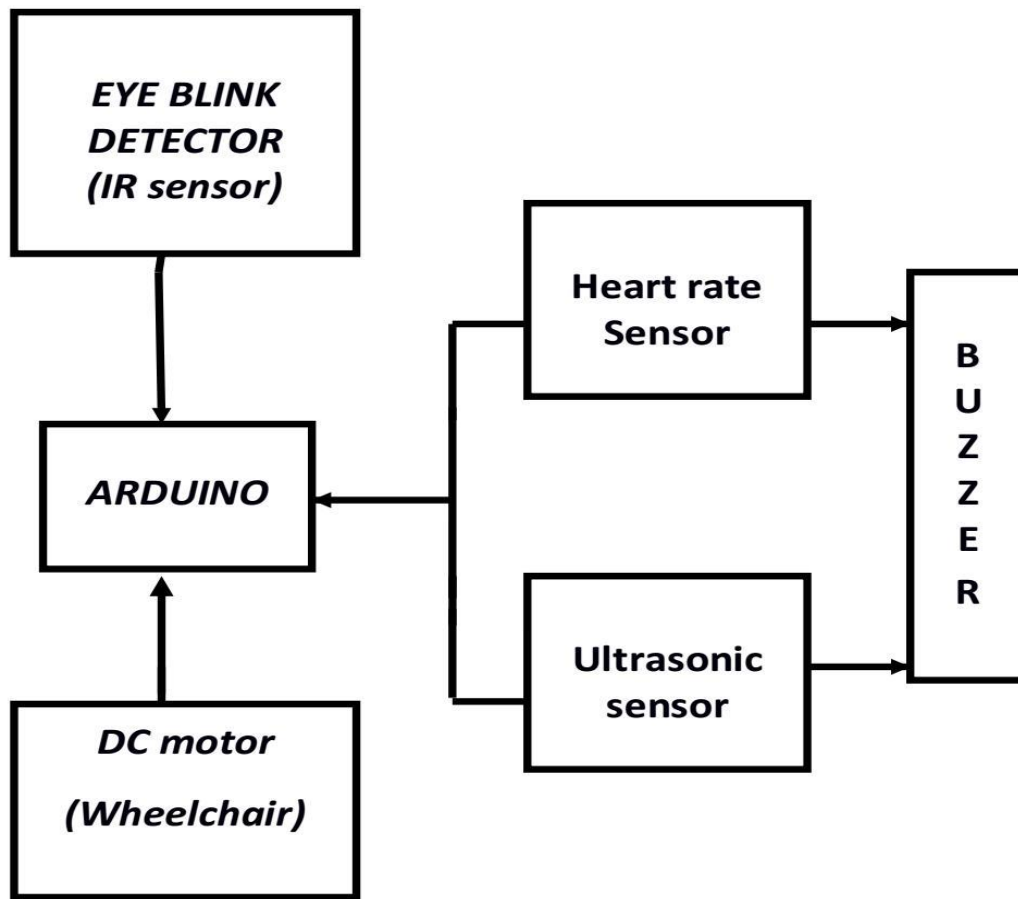 EYE BLINK
DETECTOR
(IR sensor)
Heart rate
Sensor
B
U
Z
Z
E
R
ARDUINO
Ultrasonic
sensor
DC motor
(Wheelchair)